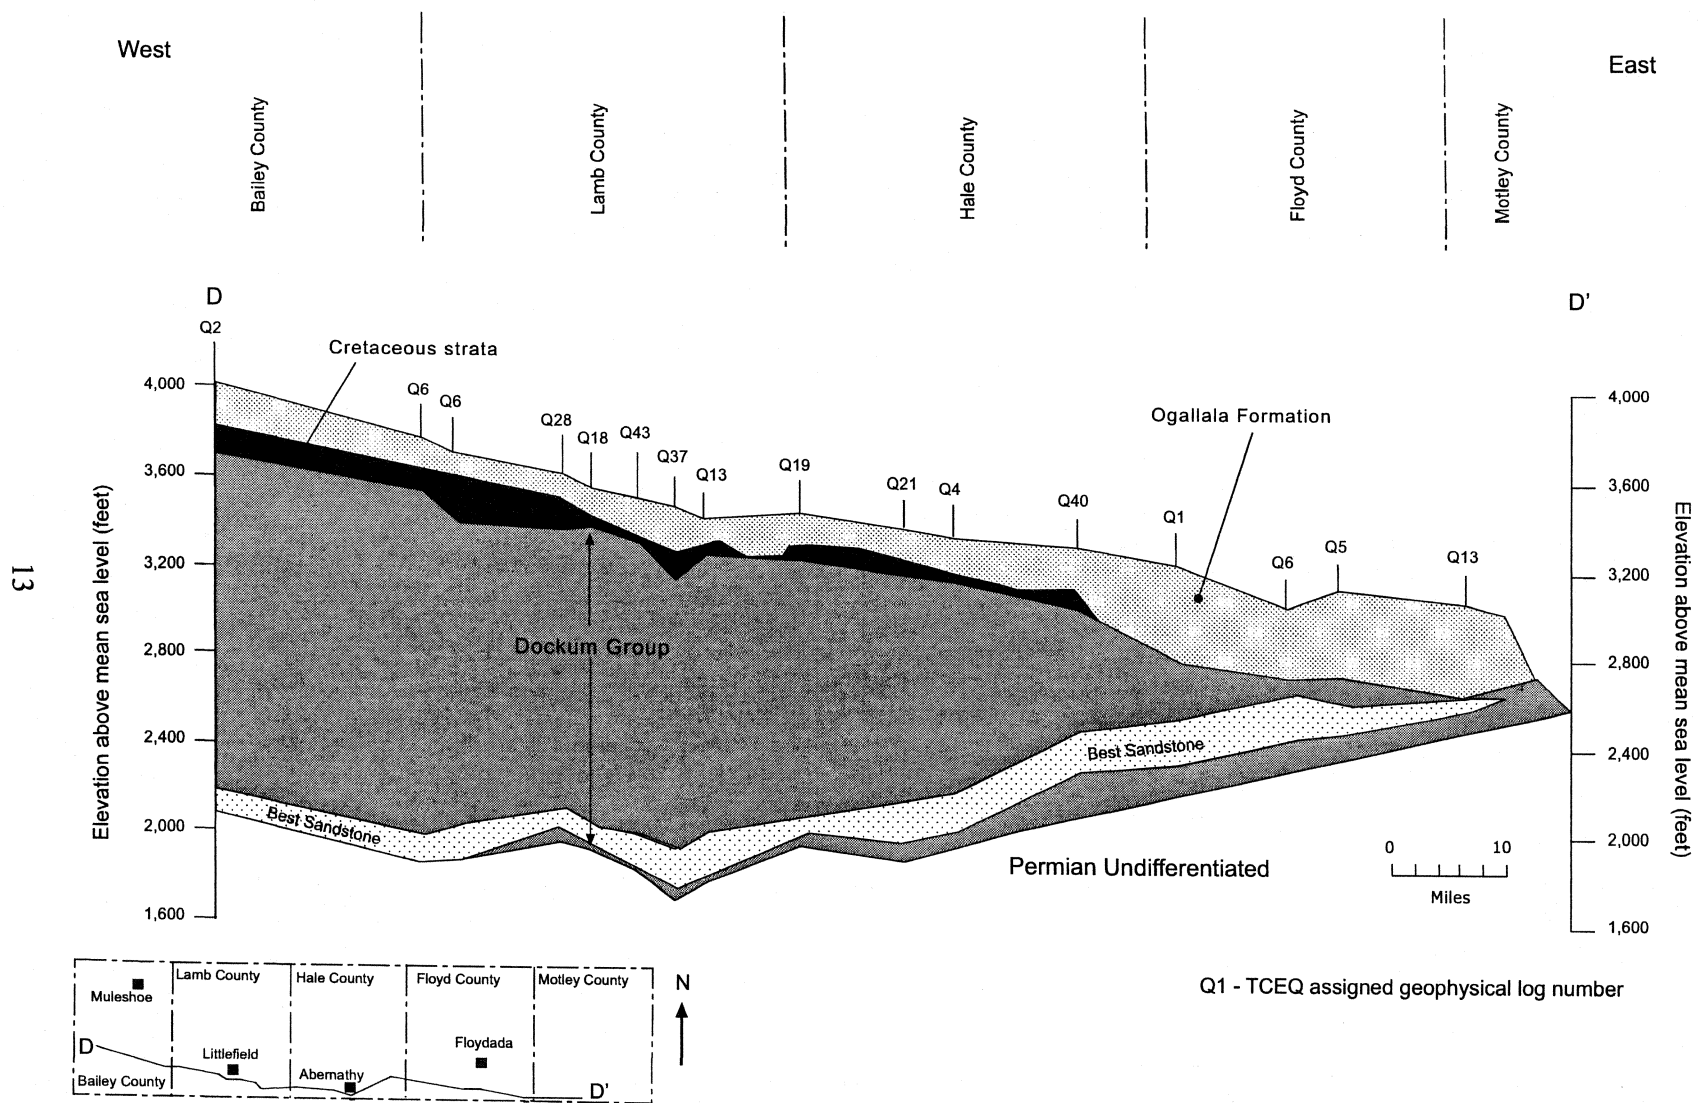 West
East
Bailey County
Lamb County
Hale County
Floyd County
Motley County
D
D’
Q2
Cretaceous strata
Q6
Q6
Q28
Q18
Q43
Q37
Q13
Q19
Q21
Q4
Q40
Q1
Q6
Q5
Q13
Ogallala Formation
4,000
3,600
3,200
2,800
2,400
2,000
1,600
Elevation above mean sea level (feet)
4,000
3,600
3,200
2,800
2,400
2,000
1,600
Elevation above mean sea level (feet)
13
Dockum Group
Best Sandstone
Best Sandstone
Permian Undifferentiated
0 10
Miles
Lamb County
Hale County
Floyd County
Motley County
Muleshoe
D
Littlefield
Floydada
Abernathy
Bailey County
D’
N
Q1 - TCEQ assigned geophysical log number